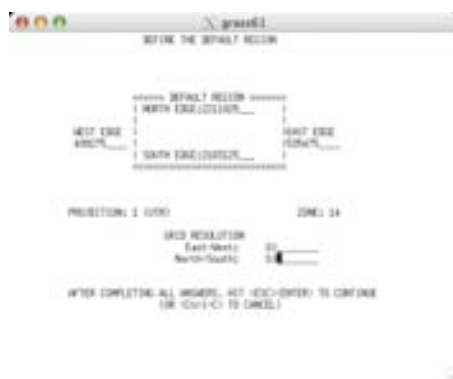 grass61
DEFINE THE DEFAULT REGION
====== DEFAULT REGION ======
| NORTH EDGE: |
WEST EDGE | | EAST EDGE
| SOUTH EDGE: |
PROJECTION: 1 (UTM) ZONE: 14
GRID RESOLUTION
East-West:
North-South:
AFTER COMPLETING ALL ANSWERS, HIT <ESC><ENTER> TO CONTINUE
(OR <Ctrl-C> TO CANCEL)